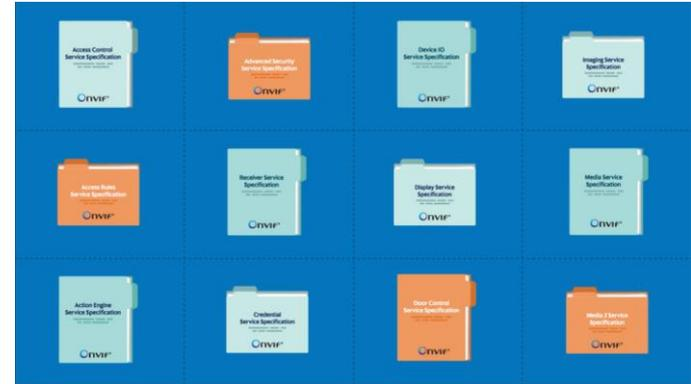 Access Control
Service Specification
Onvif
Advanced Security
Service Specification
Onvif
Device IO
Service Specification
Onvif
Imaging Service
Specification
Onvif
Access Rules
Service Specification
Onvif
Receiver Service
Specification
Onvif
Display Service
Specification
Onvif
Media Service
Specification
Onvif
Action Engine
Service Specification
Onvif
Credential
Service Specification
Onvif
Door Control
Service Specification
Onvif
Media 2 Service
Specification
Onvif